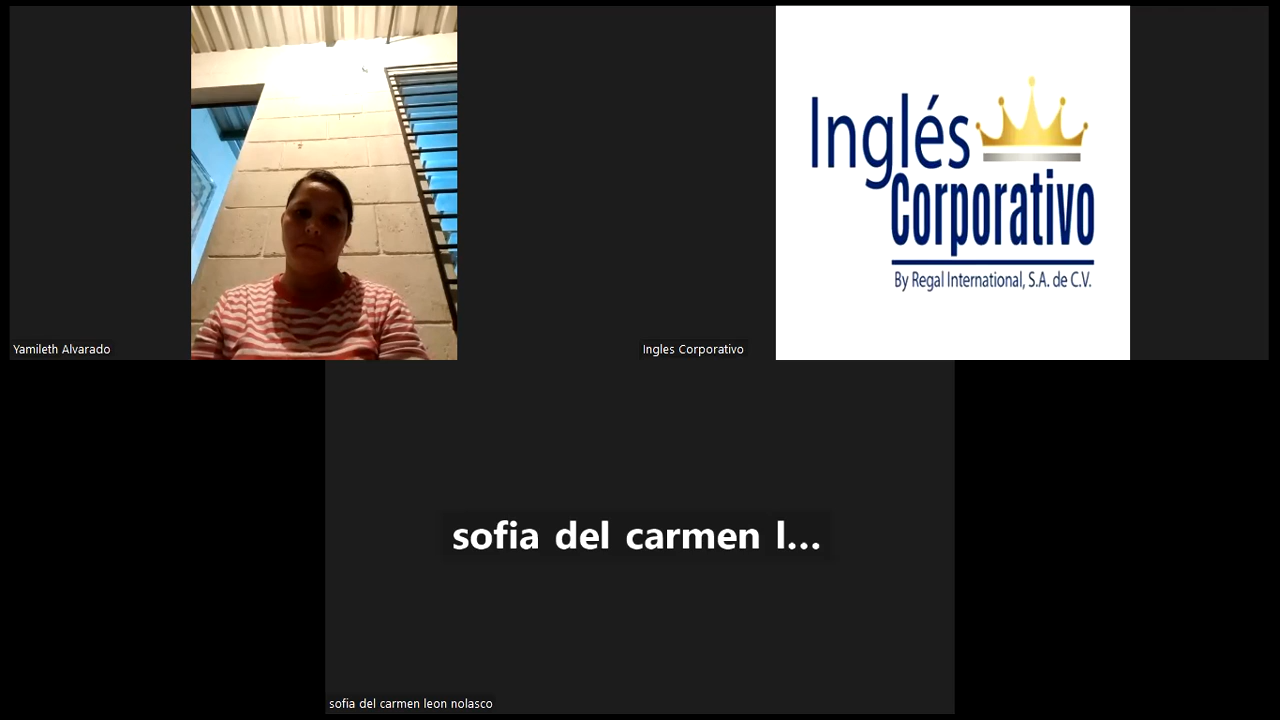 Inglés
Corporativo
By Regal International, S.A. de C.V.
Yamileth Alvarado
Ingles Corporativo
sofia del carmen l...
sofia del carmen leon nolasco